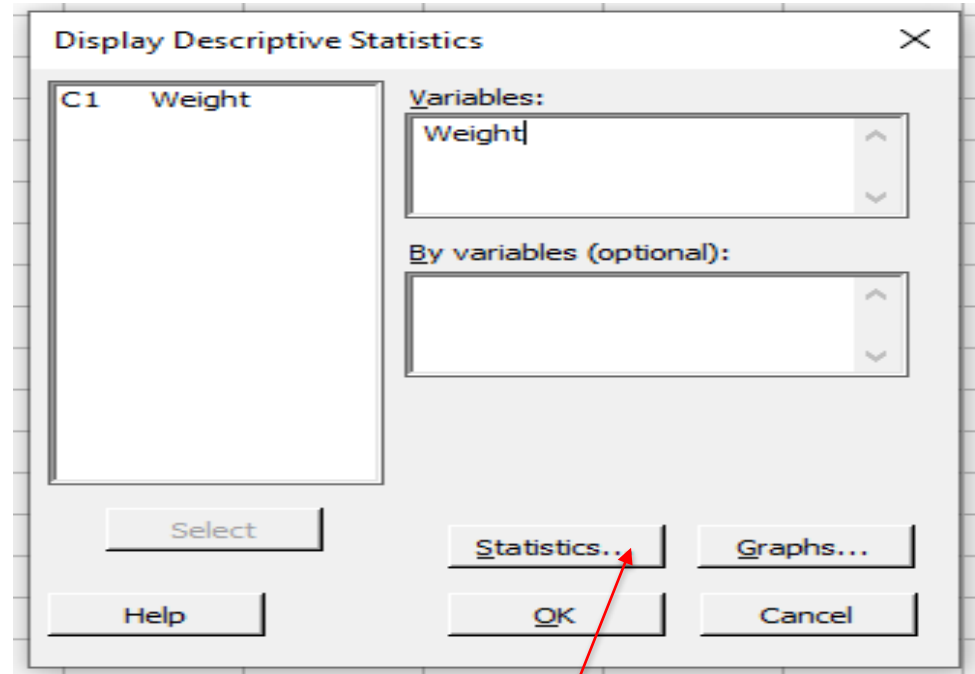 Display Descriptive Statistics
C1 Weight
Variables:
Weight
By variables (optional):
Select
Statistics...
Graphs...
Help
OK
Cancel